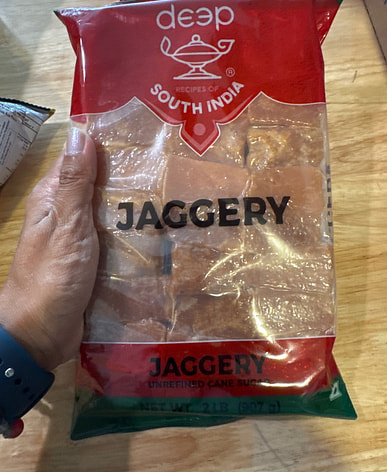 deep
®
RECIPES OF
SOUTH INDIA
JAGGERY
JAGGERY
UNREFINED CANE SUGAR
NET WT. 2 LB (907 g)